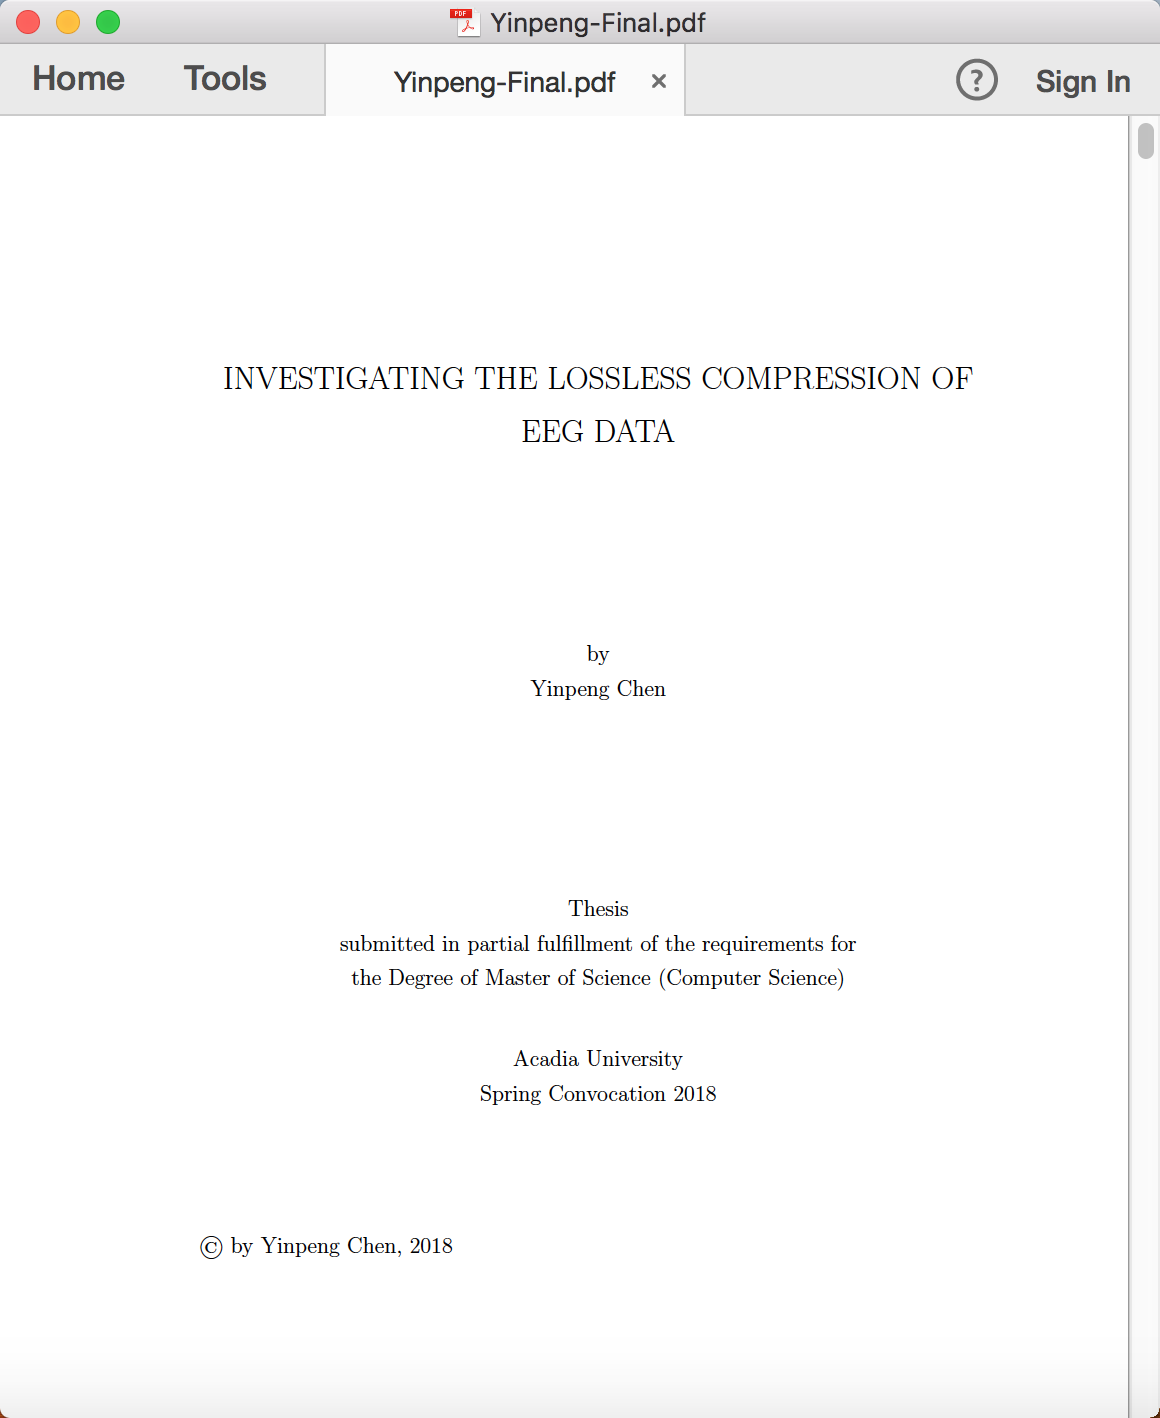 Yinpeng-Final.pdf
Home Tools Yinpeng-Final.pdf × ? Sign In
INVESTIGATING THE LOSSLESS COMPRESSION OF
EEG DATA
by
Yinpeng Chen
Thesis
submitted in partial fulfillment of the requirements for
the Degree of Master of Science (Computer Science)
Acadia University
Spring Convocation 2018
© by Yinpeng Chen, 2018